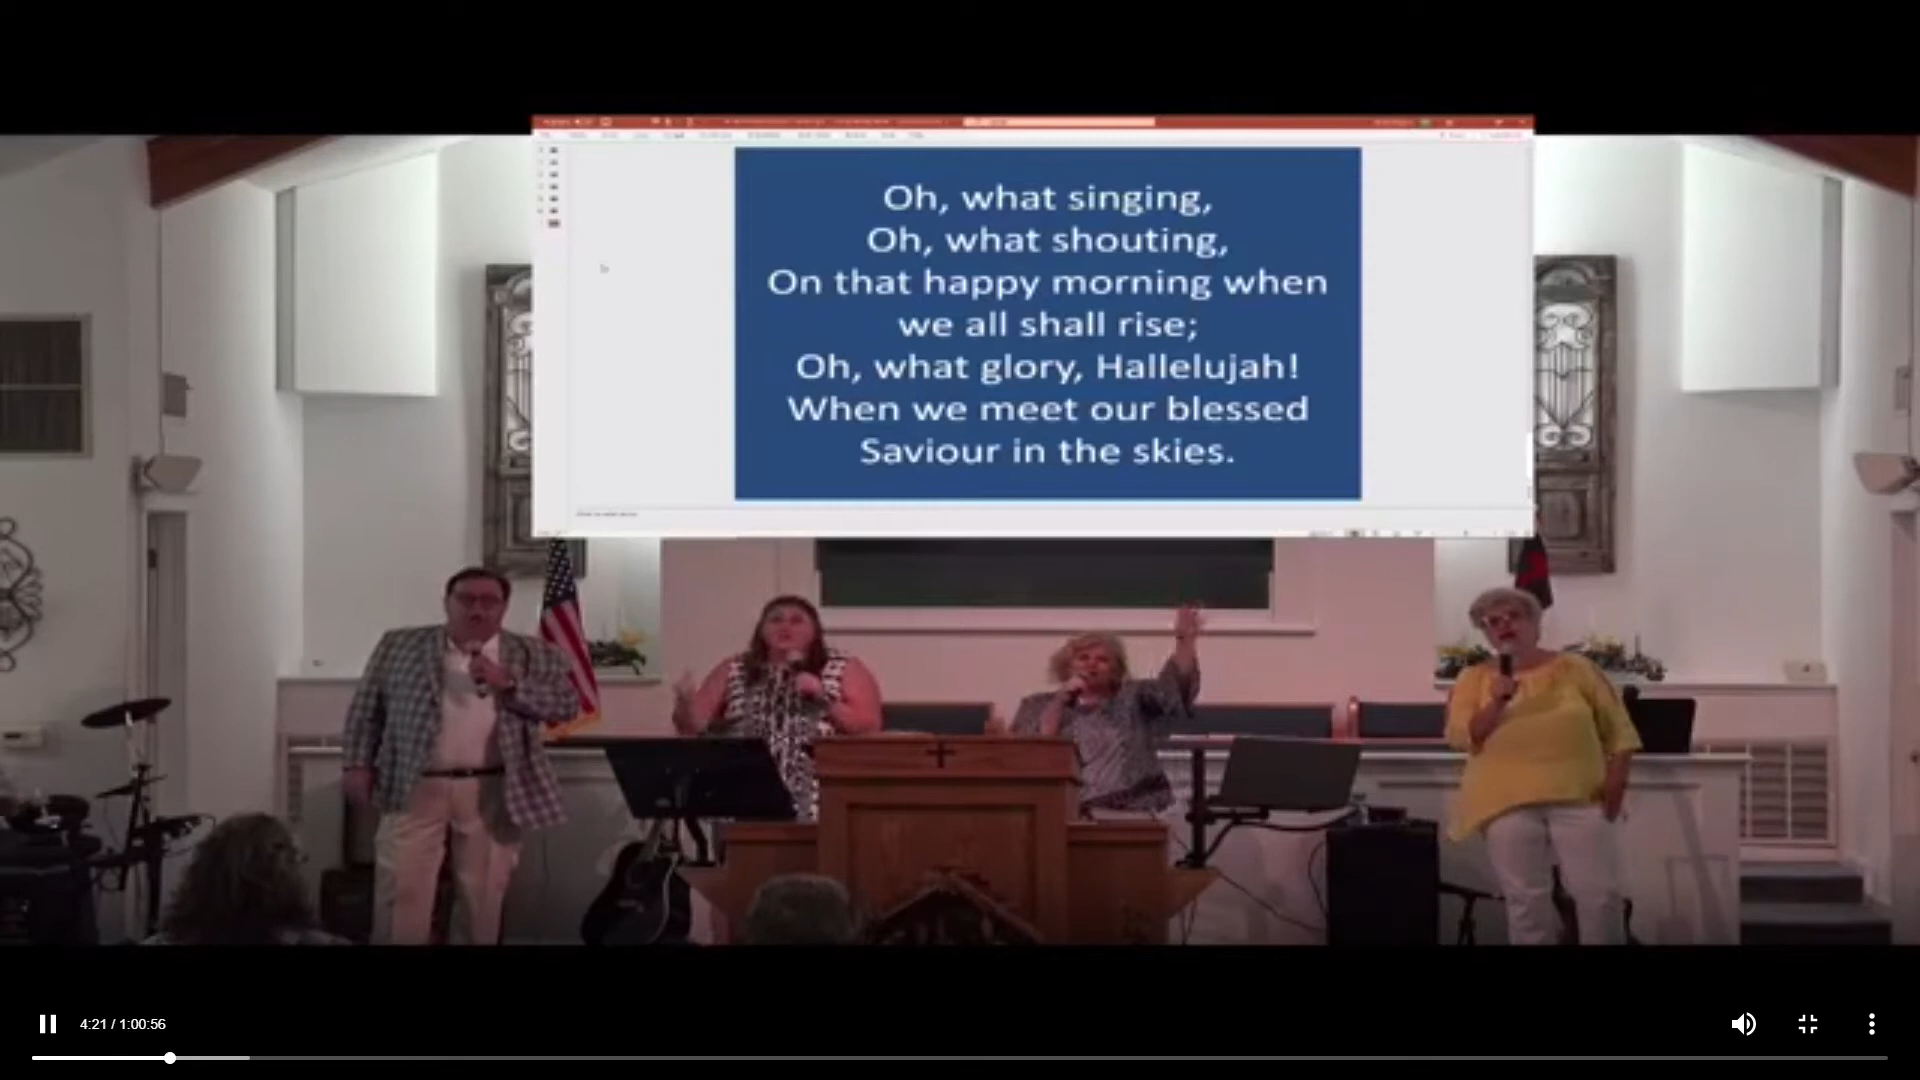 Oh, what singing,
Oh, what shouting,
On that happy morning when
we all shall rise;
Oh, what glory, Hallelujah!
When we meet our blessed
Saviour in the skies.
4:21 / 1:00:56